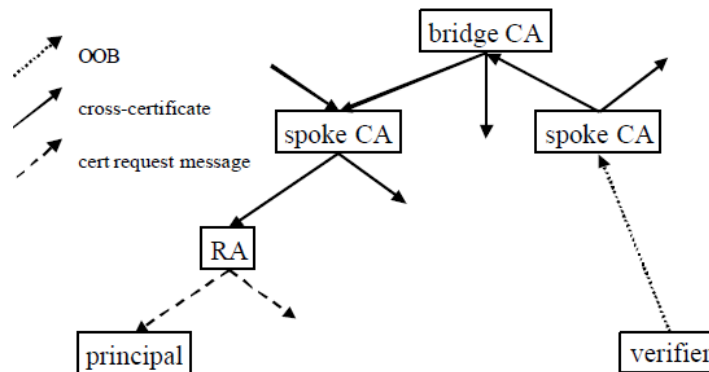 bridge CA
OOB
cross-certificate
spoke CA
spoke CA
cert request message
RA
principal
verifier